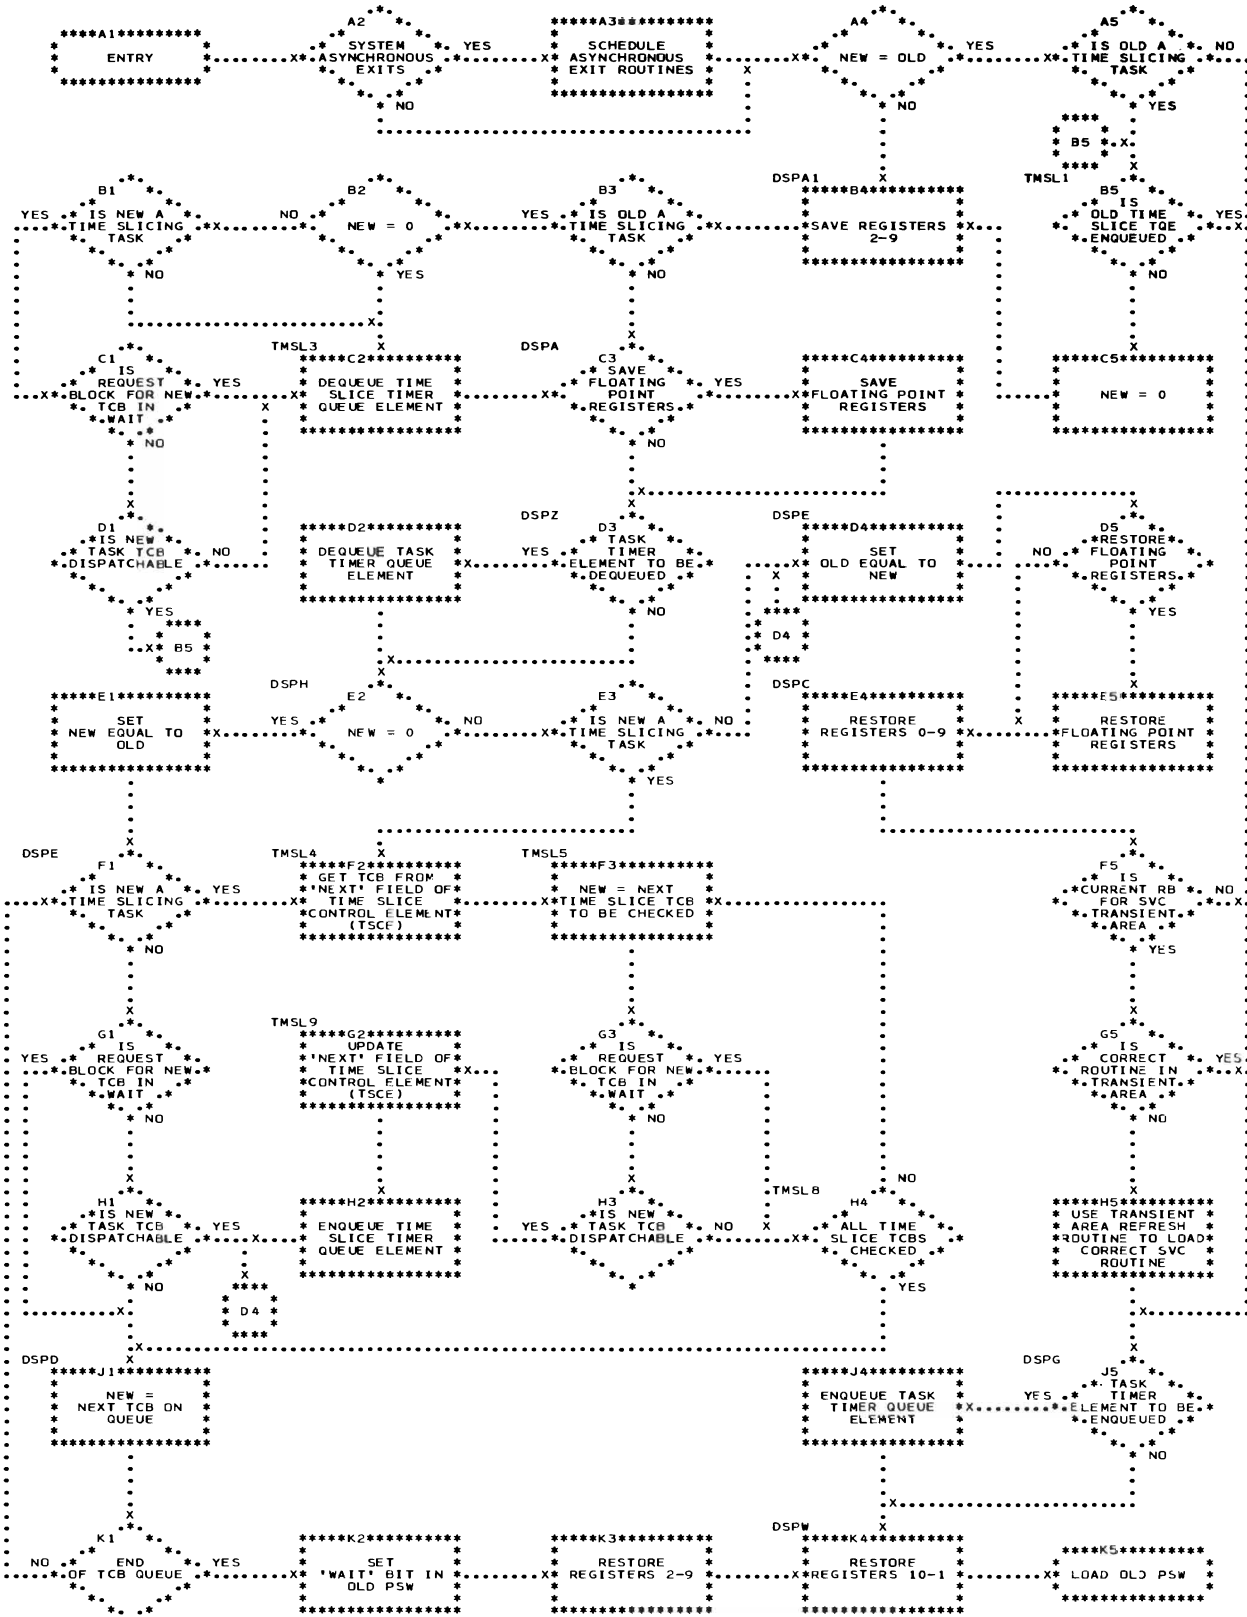 A1
ENTRY
A2
SYSTEM
ASYNCHRONOUS
EXITS
YES
NO
A3
SCHEDULE
ASYNCHRONOUS
EXIT ROUTINES
A4
NEW = OLD
YES
NO
A5
IS OLD A
TIME SLICING
TASK
NO
YES
B5
B1
YES
IS NEW A
TIME SLICING
TASK
NO
B2
NO
NEW = 0
YES
B3
YES
IS OLD A
TIME SLICING
TASK
NO
DSPA1
B4
SAVE REGISTERS
2-9
TMSL1
B5
IS
OLD TIME
SLICE TQE
ENQUEUED
YES
NO
C1
IS
REQUEST
BLOCK FOR NEW
TCB IN
WAIT
YES
NO
TMSL3
C2
DEQUEUE TIME
SLICE TIMER
QUEUE ELEMENT
DSPA
C3
SAVE
FLOATING
POINT
REGISTERS
YES
NO
C4
SAVE
FLOATING POINT
REGISTERS
C5
NEW = 0
D1
IS NEW
TASK TCB
DISPATCHABLE
NO
YES
B5
D2
DEQUEUE TASK
TIMER QUEUE
ELEMENT
DSPZ
D3
YES
TASK
TIMER
ELEMENT TO BE
DEQUEUED
NO
DSPE
D4
SET
OLD EQUAL TO
NEW
D4
D5
NO
RESTORE
FLOATING
POINT
REGISTERS
YES
E1
SET
NEW EQUAL TO
OLD
DSPH
E2
YES
NEW = 0
NO
E3
IS NEW A
TIME SLICING
TASK
NO
YES
DSPC
E4
RESTORE
REGISTERS 0-9
E5
RESTORE
FLOATING POINT
REGISTERS
DSPE
F1
IS NEW A
TIME SLICING
TASK
YES
NO
TMSL4
F2
GET TCB FROM
'NEXT' FIELD OF
TIME SLICE
CONTROL ELEMENT
(TSCE)
TMSL5
F3
NEW = NEXT
TIME SLICE TCB
TO BE CHECKED
F5
IS
CURRENT RB
FOR SVC
TRANSIENT
AREA
NO
YES
G1
YES
IS
REQUEST
BLOCK FOR NEW
TCB IN
WAIT
NO
TMSL9
G2
UPDATE
'NEXT' FIELD OF
TIME SLICE
CONTROL ELEMENT
(TSCE)
G3
IS
REQUEST
BLOCK FOR NEW
TCB IN
WAIT
YES
NO
G5
IS
CORRECT
ROUTINE IN
TRANSIENT
AREA
YES
NO
H1
IS NEW
TASK TCB
DISPATCHABLE
YES
NO
D4
H2
ENQUEUE TIME
SLICE TIMER
QUEUE ELEMENT
H3
YES
IS NEW
TASK TCB
DISPATCHABLE
NO
TMSL8
H4
NO
ALL TIME
SLICE TCBS
CHECKED
YES
H5
USE TRANSIENT
AREA REFRESH
ROUTINE TO LOAD
CORRECT SVC
ROUTINE
DSPD
J1
NEW =
NEXT TCB ON
QUEUE
J4
ENQUEUE TASK
TIMER QUEUE
ELEMENT
DSPG
J5
YES
TASK
TIMER
ELEMENT TO BE
ENQUEUED
NO
K1
NO
END
OF TCB QUEUE
YES
K2
SET
'WAIT' BIT IN
OLD PSW
K3
RESTORE
REGISTERS 2-9
DSPW
K4
RESTORE
REGISTERS 10-1
K5
LOAD OLD PSW